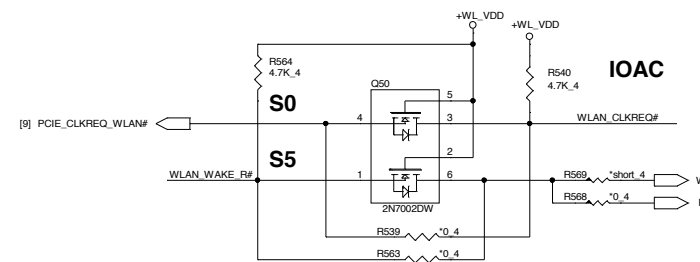 +WL_VDD
+WL_VDD
R564
4.7K_4
R540
4.7K_4
IOAC
Q50
S0
5
[9] PCIE_CLKREQ_WLAN#
4
3
WLAN_CLKREQ#
S5
2
WLAN_WAKE_R#
1
6
R569
*short_4
2N7002DW
R568
*0_4
R539
*0_4
R563
*0_4